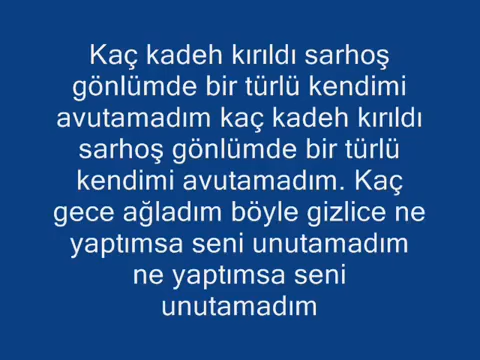 Kaç kadeh kırıldı sarhoş
gönlümde bir türlü kendimi
avutamadım kaç kadeh kırıldı
sarhoş gönlümde bir türlü
kendimi avutamadım. Kaç
gece ağladım böyle gizlice ne
yaptımsa seni unutamadım
ne yaptımsa seni
unutamadım